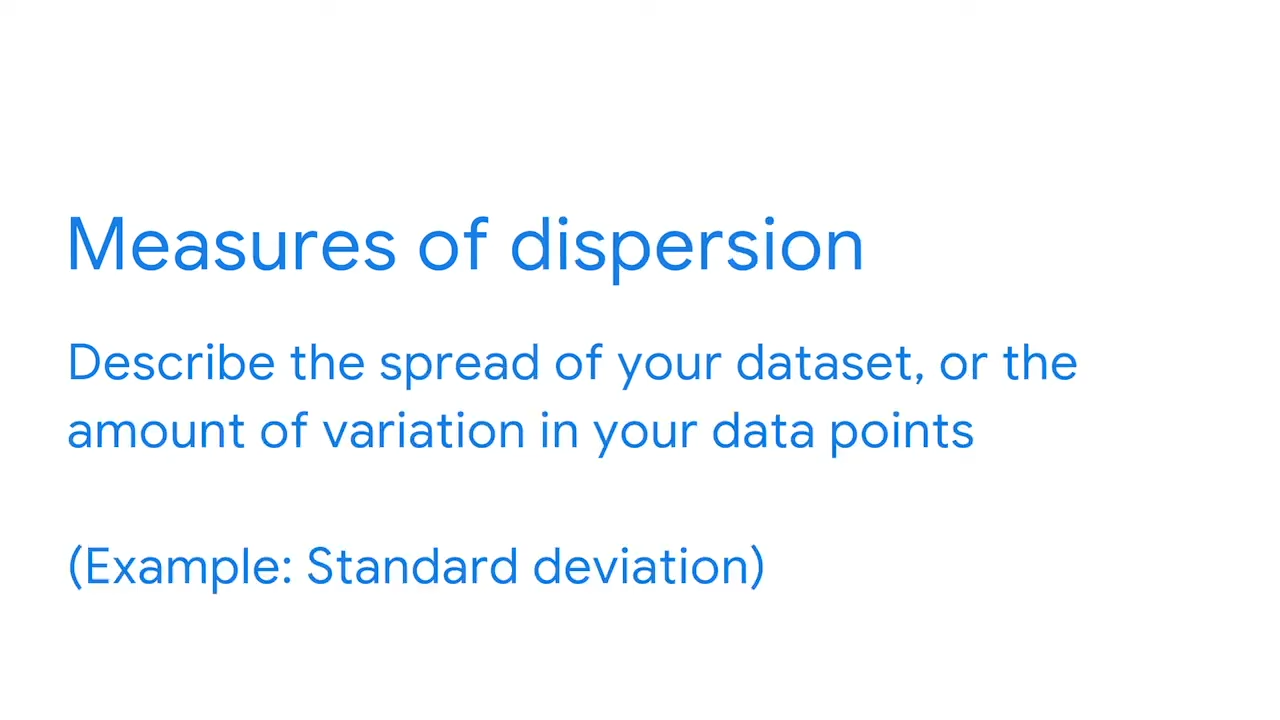 Measures of dispersion
Describe the spread of your dataset, or the
amount of variation in your data points
(Example: Standard deviation)